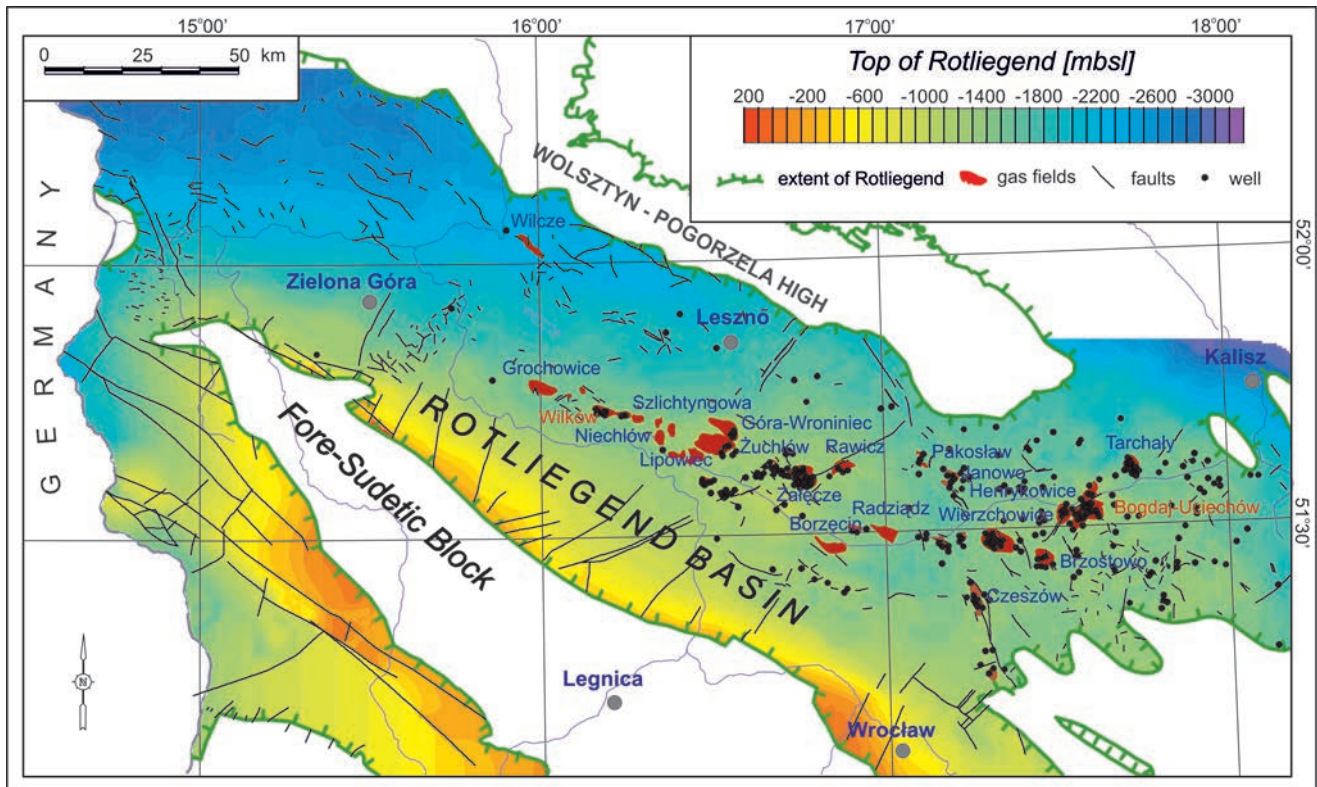 15°00' 16°00' 17°00' 18°00'
0 25 50 km
Top of Rotliegend [mbsl]
200 -200 -600 -1000 -1400 -1800 -2200 -2600 -3000
extent of Rotliegend gas fields faults well
WOLSZTYN - POGORZELA HIGH
GERMANY
Wilcze
52°00'
Zielona Góra
Leszno
Kalisz
Grochowice
Szlichtyngowa
Wilków
Góra-Wroniniec
Niechlów
Żuchlów
Lipowiec
Rawicz
Pakosław
Tarchały
Janowo
Załęcze
Henrykowice
Radziądz
Wierzchowice
Bogdaj-Uciechów
Borzęcin
51°30'
Brzostowo
Czeszów
ROTLIEGEND BASIN
Fore-Sudetic Block
N
Legnica
Wrocław